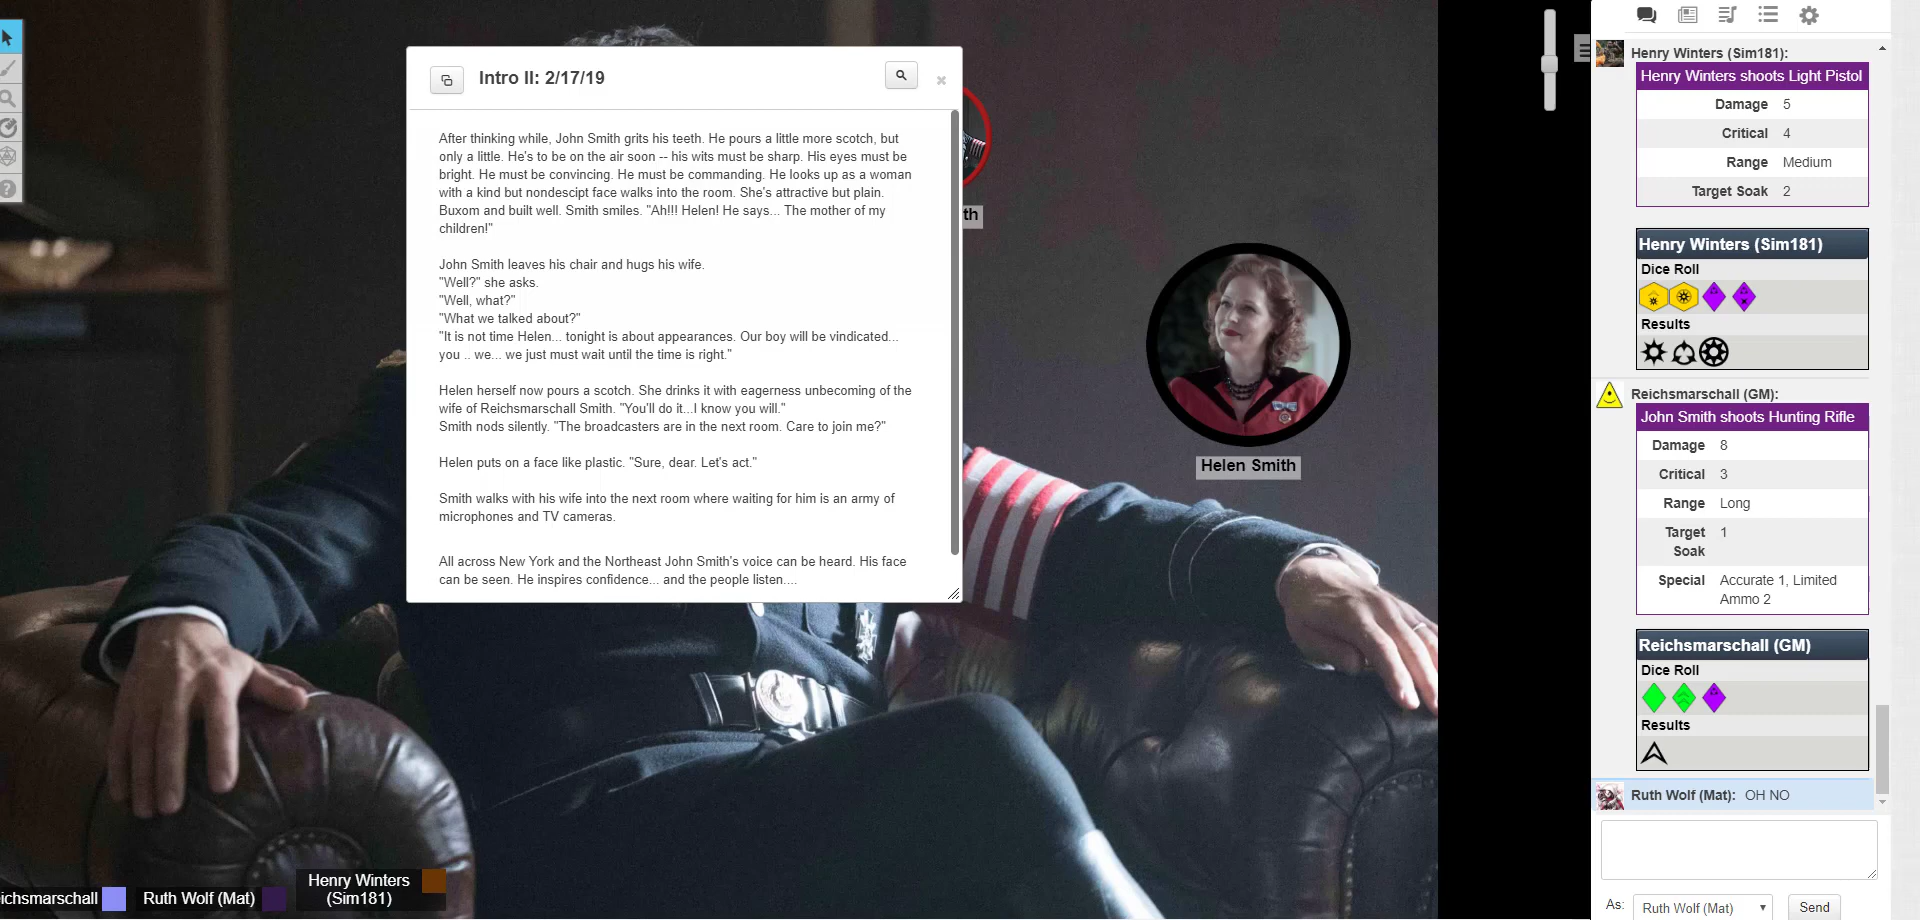 Intro II: 2/17/19
After thinking while, John Smith grits his teeth. He pours a little more scotch, but
only a little. He's to be on the air soon -- his wits must be sharp. His eyes must be
bright. He must be convincing. He must be commanding. He looks up as a woman
with a kind but nondescipt face walks into the room. She's attractive but plain.
Buxom and built well. Smith smiles. "Ah!!! Helen! He says... The mother of my
children!"
John Smith leaves his chair and hugs his wife.
"Well?" she asks.
"Well, what?"
"What we talked about?"
"It is not time Helen... tonight is about appearances. Our boy will be vindicated...
you .. we... we just must wait until the time is right."
Helen herself now pours a scotch. She drinks it with eagerness unbecoming of the
wife of Reichsmarschall Smith. "You'll do it...I know you will."
Smith nods silently. "The broadcasters are in the next room. Care to join me?"
Helen puts on a face like plastic. "Sure, dear. Let's act."
Smith walks with his wife into the next room where waiting for him is an army of
microphones and TV cameras.
All across New York and the Northeast John Smith's voice can be heard. His face
can be seen. He inspires confidence... and the people listen....
th
Helen Smith
ichsmarschall
Ruth Wolf (Mat)
Henry Winters
(Sim181)
Henry Winters (Sim181):
Henry Winters shoots Light Pistol
Damage 5
Critical 4
Range Medium
Target Soak 2
Henry Winters (Sim181)
Dice Roll
Results
Reichsmarschall (GM):
John Smith shoots Hunting Rifle
Damage 8
Critical 3
Range Long
Target 1
Soak
Special Accurate 1, Limited
Ammo 2
Reichsmarschall (GM)
Dice Roll
Results
Ruth Wolf (Mat): OH NO
As: Ruth Wolf (Mat) Send